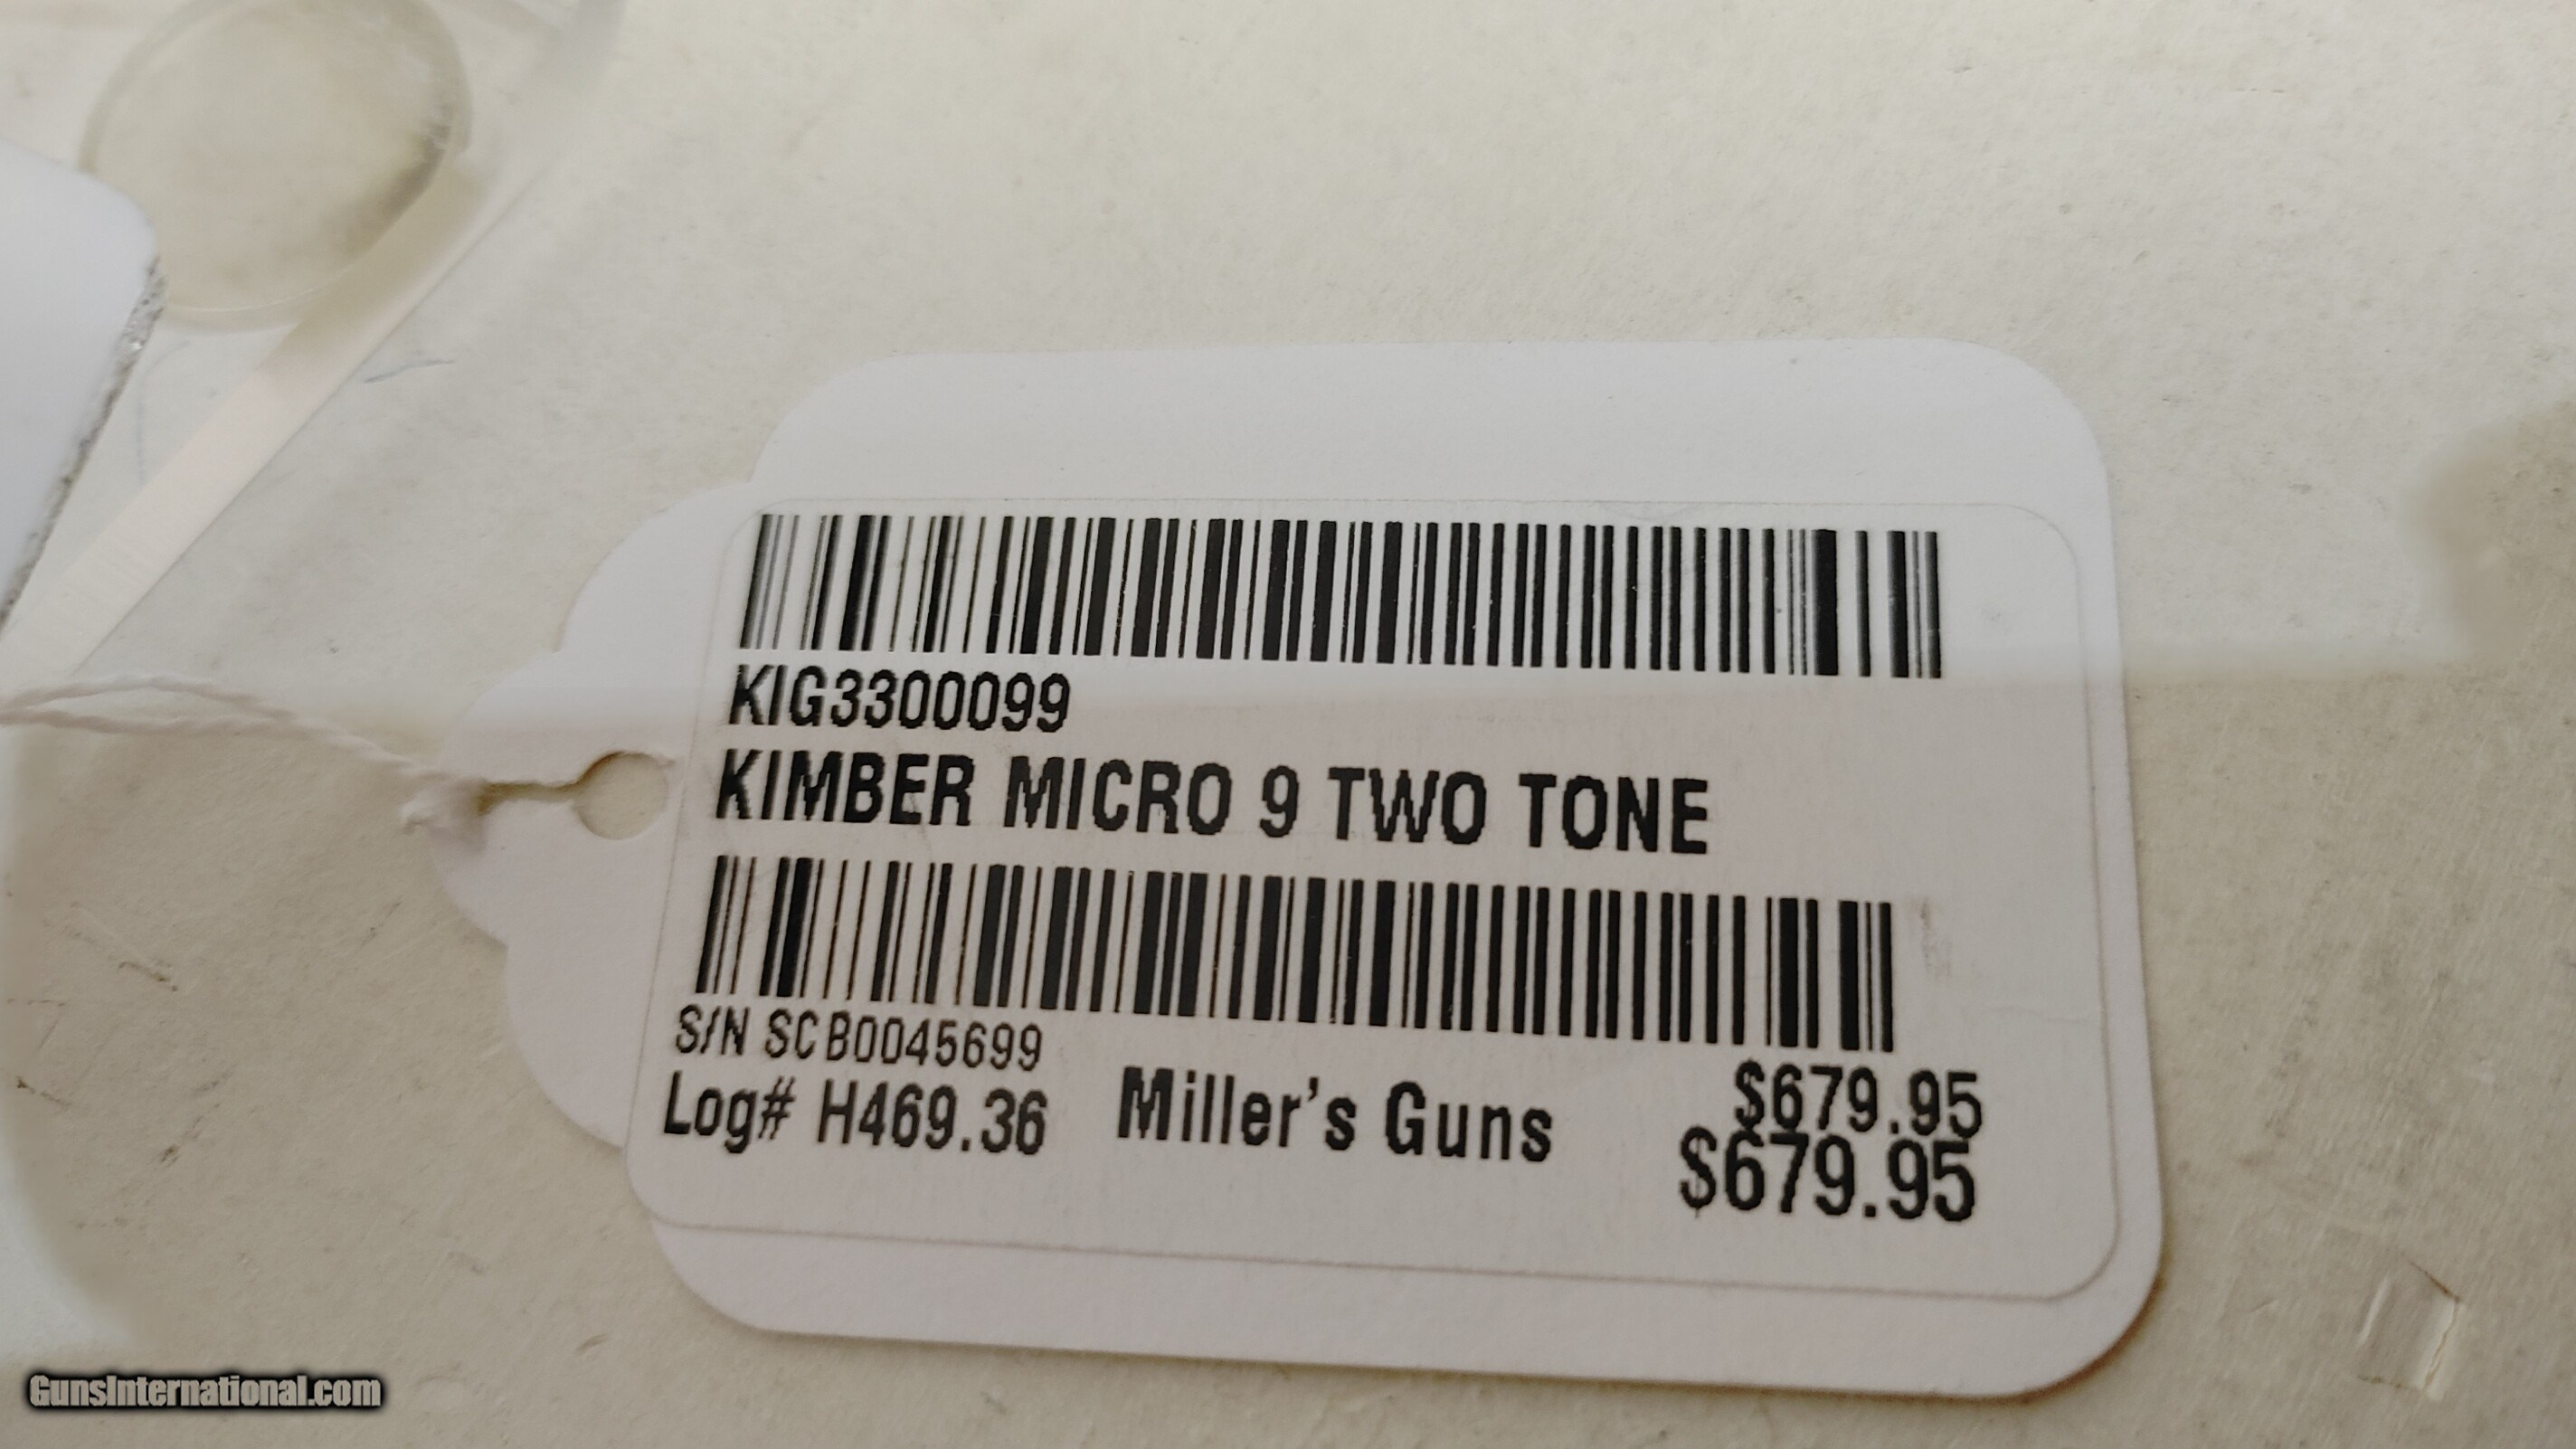 KIG3300099
KIMBER MICRO 9 TWO TONE
S/N SCB0045699
$679.95
Log# H469.36 Miller's Guns $679.95
GunsInternational.com